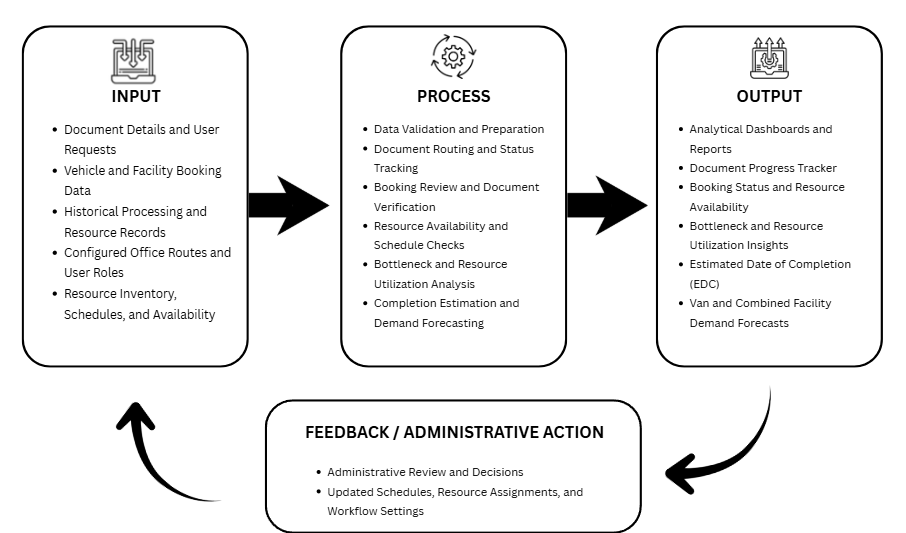 INPUT
• Document Details and User
Requests
• Vehicle and Facility Booking
Data
• Historical Processing and
Resource Records
• Configured Office Routes and
User Roles
• Resource Inventory,
Schedules, and Availability
PROCESS
• Data Validation and Preparation
• Document Routing and Status
Tracking
• Booking Review and Document
Verification
• Resource Availability and
Schedule Checks
• Bottleneck and Resource
Utilization Analysis
• Completion Estimation and
Demand Forecasting
OUTPUT
• Analytical Dashboards and
Reports
• Document Progress Tracker
• Booking Status and Resource
Availability
• Bottleneck and Resource
Utilization Insights
• Estimated Date of Completion
(EDC)
• Van and Combined Facility
Demand Forecasts
FEEDBACK / ADMINISTRATIVE ACTION
• Administrative Review and Decisions
• Updated Schedules, Resource Assignments, and
Workflow Settings